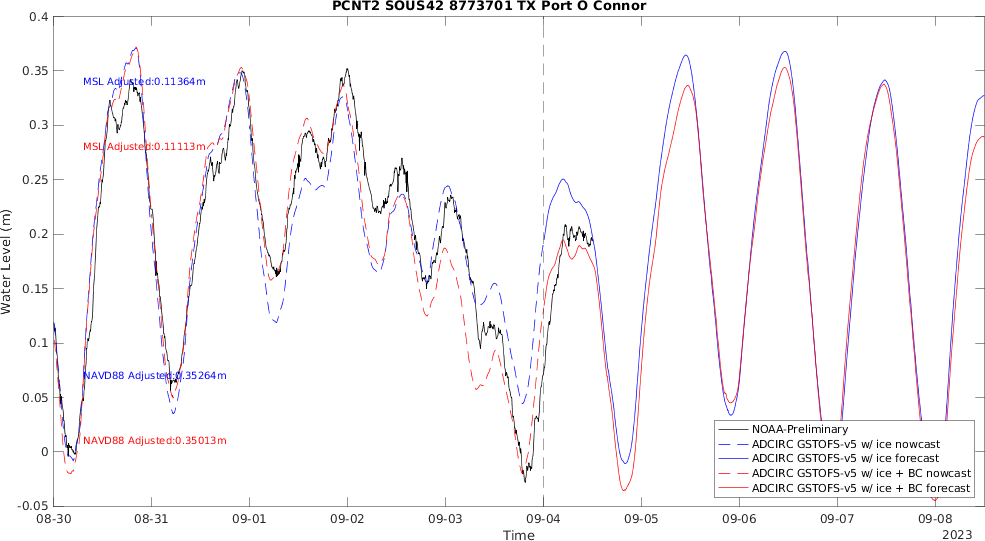 PCNT2 SOUS42 8773701 TX Port O Connor
Water Level (m)
0.4
0.35
0.3
0.25
0.2
0.15
0.1
0.05
0
-0.05
MSL Adjusted:0.11364m
MSL Adjusted:0.11113m
NAVD88 Adjusted:0.35264m
NAVD88 Adjusted:0.35013m
NOAA-Preliminary
ADCIRC GSTOFS-v5 w/ ice nowcast
ADCIRC GSTOFS-v5 w/ ice forecast
ADCIRC GSTOFS-v5 w/ ice + BC nowcast
ADCIRC GSTOFS-v5 w/ ice + BC forecast
08-30 08-31 09-01 09-02 09-03 09-04 09-05 09-06 09-07 09-08
Time
2023